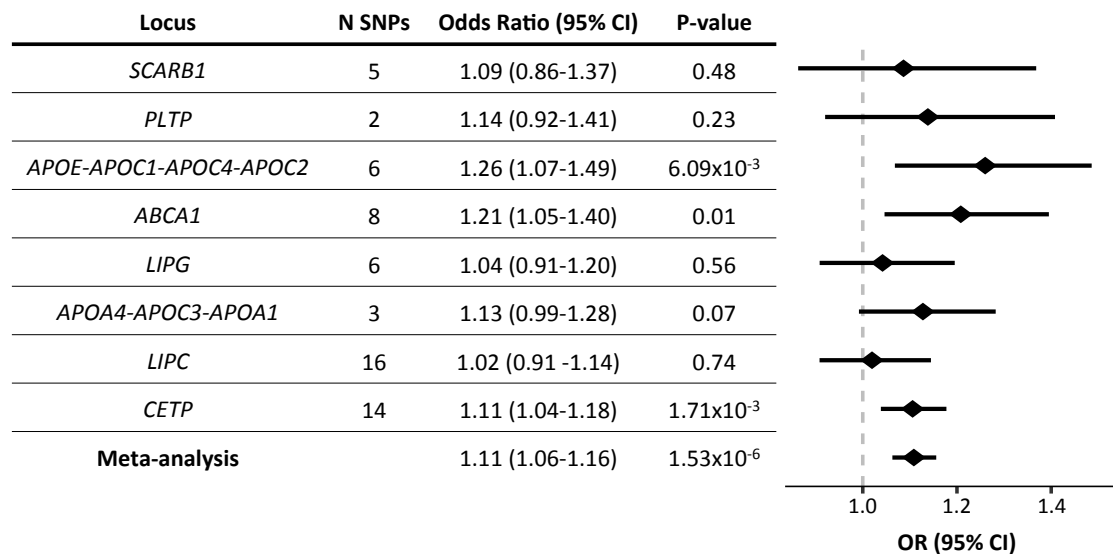 Locus N SNPs Odds Ratio (95% CI) P-value
SCARB1 5 1.09 (0.86-1.37) 0.48
PLTP 2 1.14 (0.92-1.41) 0.23
APOE-APOC1-APOC4-APOC2 6 1.26 (1.07-1.49) 6.09x10⁻³
ABCA1 8 1.21 (1.05-1.40) 0.01
LIPG 6 1.04 (0.91-1.20) 0.56
APOA4-APOC3-APOA1 3 1.13 (0.99-1.28) 0.07
LIPC 16 1.02 (0.91 -1.14) 0.74
CETP 14 1.11 (1.04-1.18) 1.71x10⁻³
Meta-analysis 1.11 (1.06-1.16) 1.53x10⁻⁶
1.0 1.2 1.4
OR (95% CI)